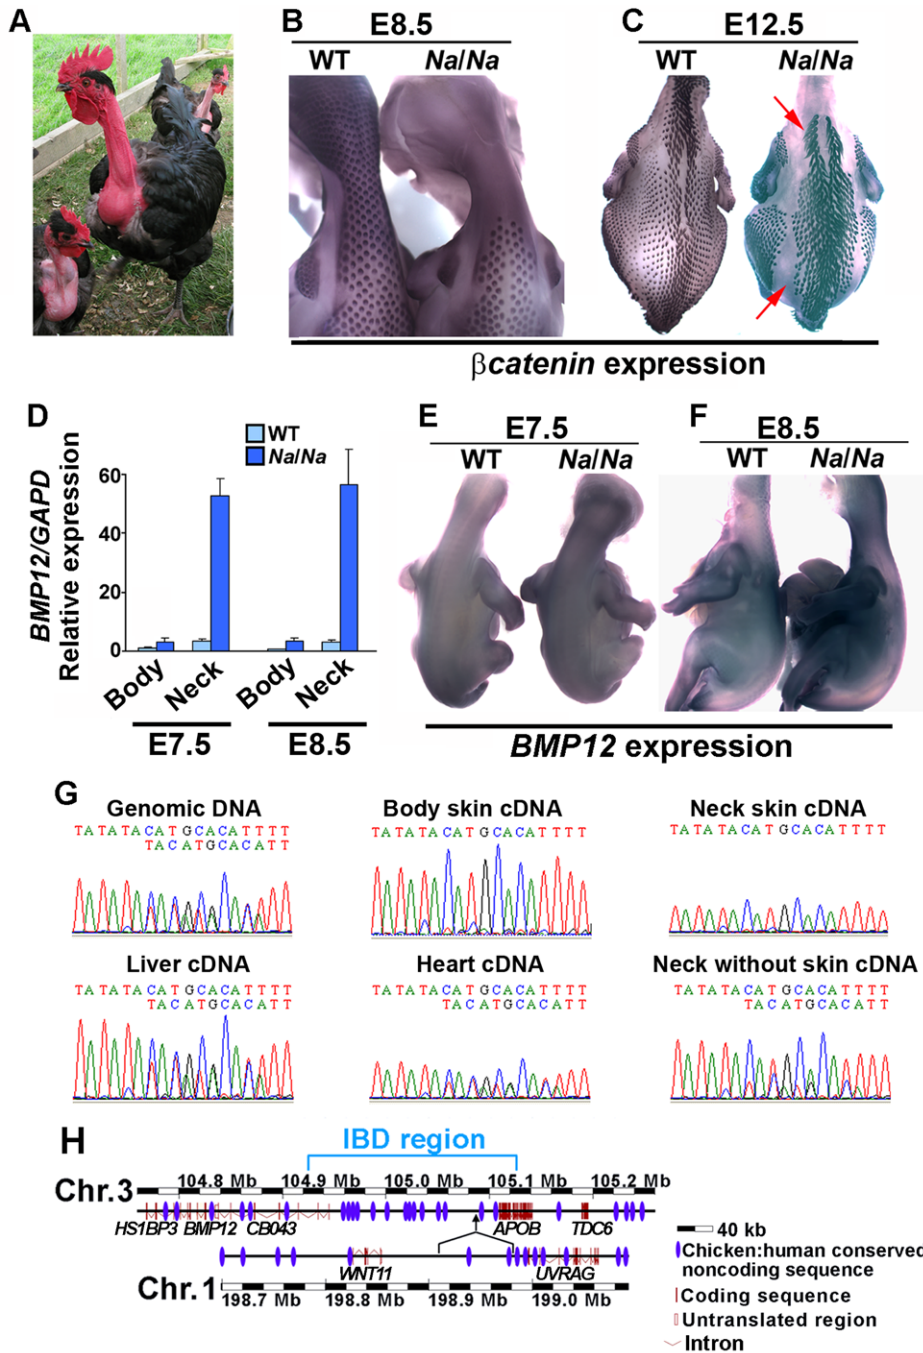 A
B
E8.5
WT
Na/Na
C
E12.5
WT
Na/Na
βcatenin expression
D
BMP12/GAPD
Relative expression
WT
Na/Na
60
40
20
0
Body
Neck
Body
Neck
E7.5
E8.5
E
E7.5
WT
Na/Na
F
E8.5
WT
Na/Na
BMP12 expression
G
Genomic DNA
TATATACATGCACATTTT
TACATGCACATT
Body skin cDNA
TATATACATGCACATTTT
Neck skin cDNA
TATATACATGCACATTTT
Liver cDNA
TATATACATGCACATTTT
TACATGCACATT
Heart cDNA
TATATACATGCACATTTT
TACATGCACATT
Neck without skin cDNA
TATATACATGCACATTTT
TACATGCACATT
H
IBD region
104.8 Mb
104.9 Mb
105.0 Mb
105.1 Mb
105.2 Mb
Chr.3
HS1BP3
BMP12
CB043
APOB
TDC6
WNT11
UVRAG
Chr.1
198.7 Mb
198.8 Mb
198.9 Mb
199.0 Mb
40 kb
Chicken:human conserved
noncoding sequence
Coding sequence
Untranslated region
Intron